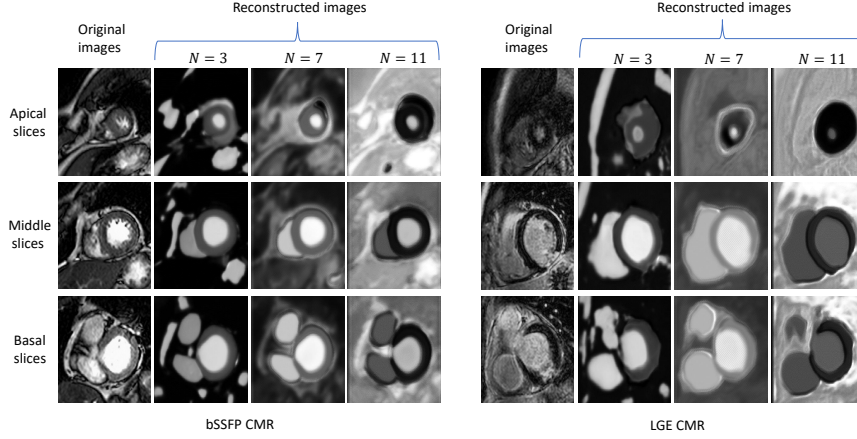 Reconstructed images
Original images
N = 3
N = 7
N = 11
Apical slices
Middle slices
Basal slices
bSSFP CMR
Reconstructed images
Original images
N = 3
N = 7
N = 11
LGE CMR